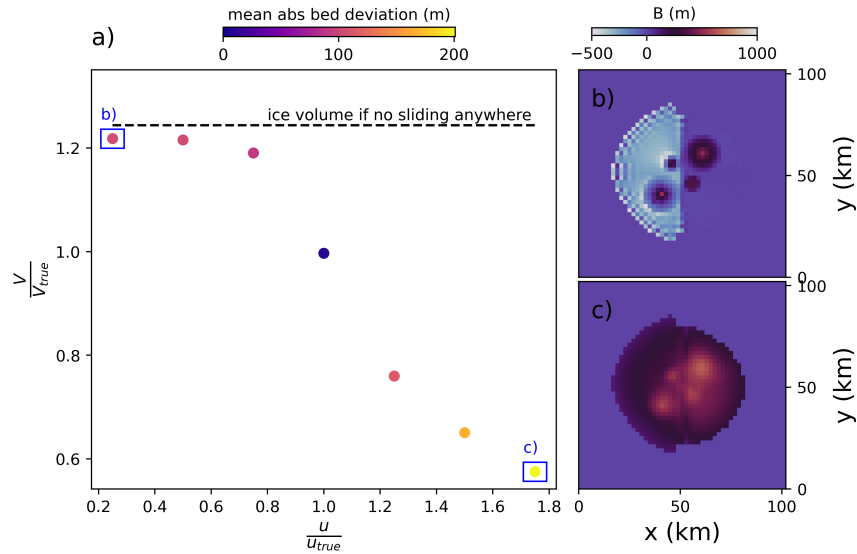 mean abs bed deviation (m)
0 100 200
a)
B (m)
−500 0 1000
b)
ice volume if no sliding anywhere
1.2
1.0
0.8
0.6
V
V_true
c)
0.2 0.4 0.6 0.8 1.0 1.2 1.4 1.6 1.8
u
u_true
b)
100
50
0
y (km)
c)
100
50
0
y (km)
0 50 100
x (km)